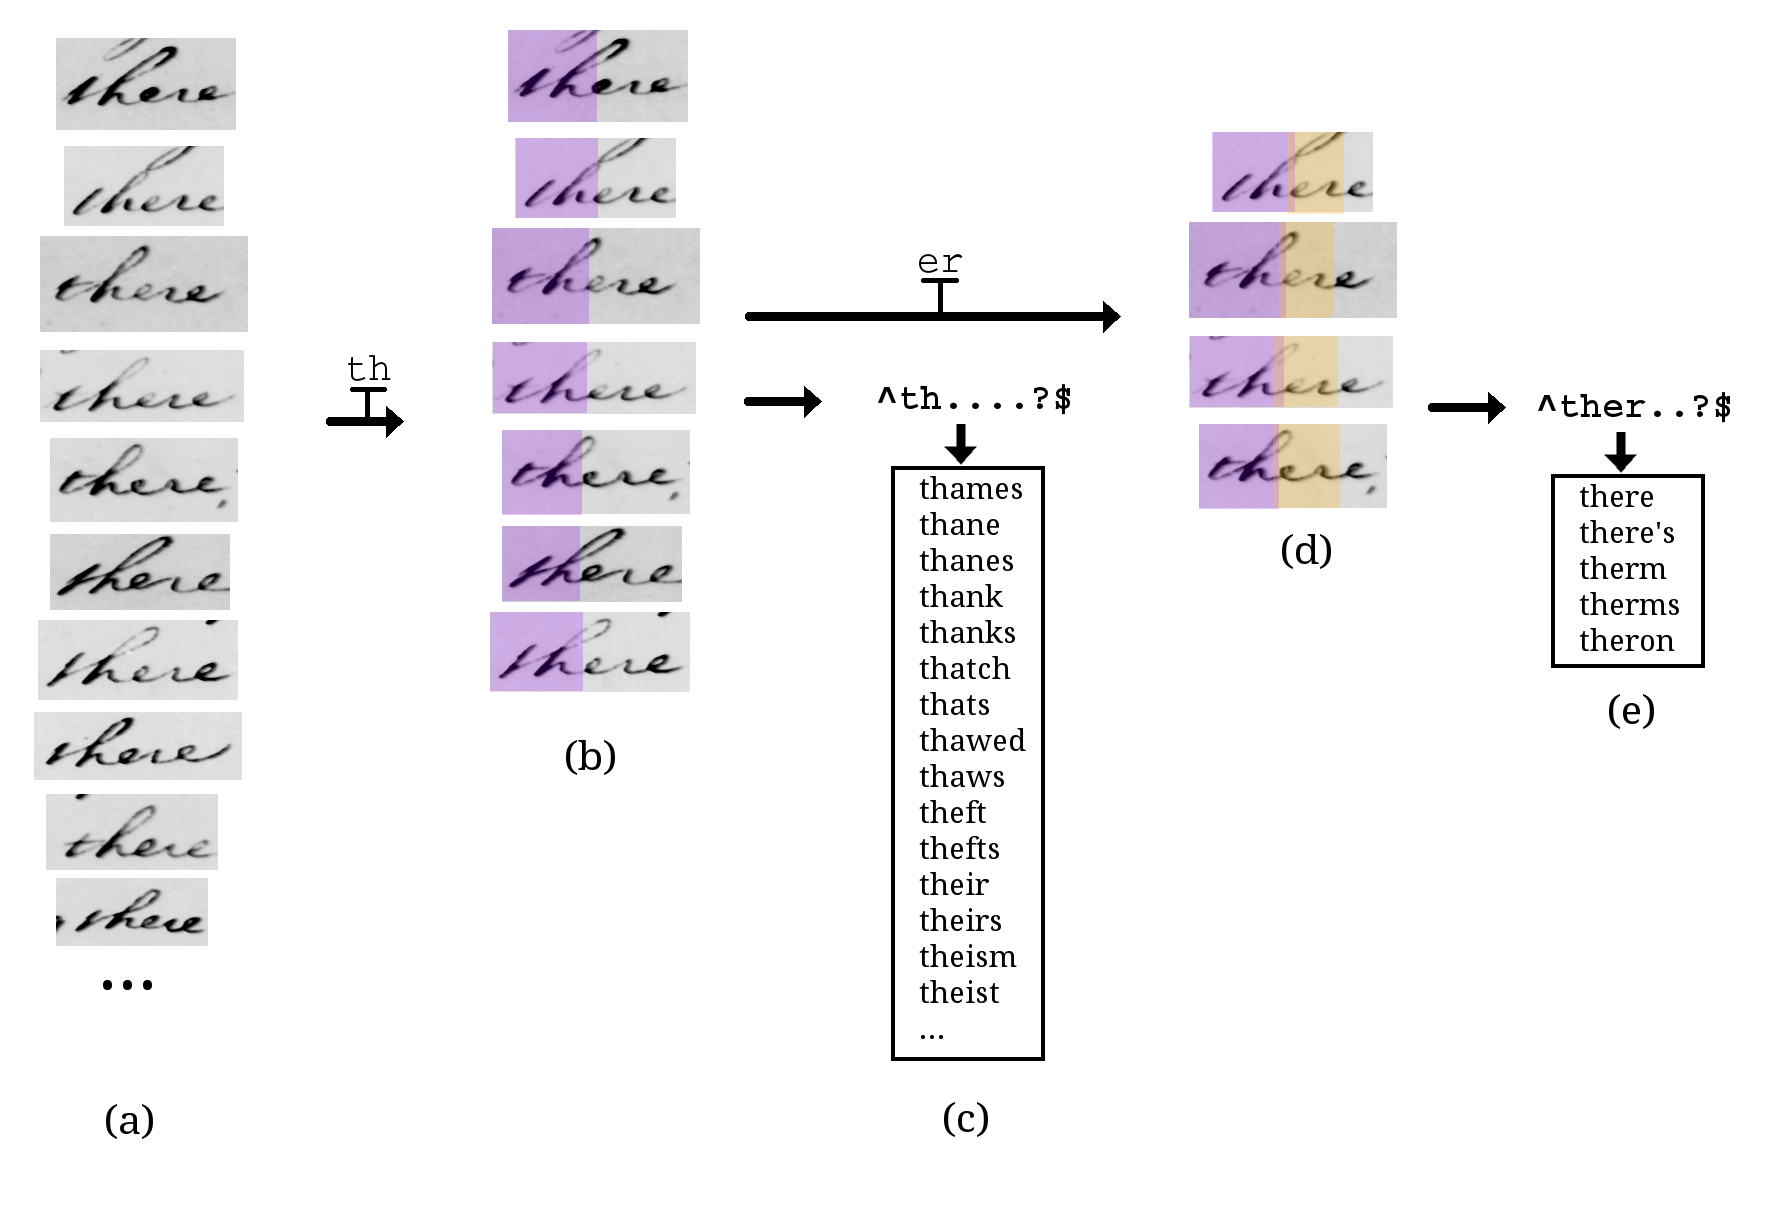 there
there
there
there
there,
there
there
there
there
there
...
(a)
th
there
there
there
there
there,
there
there
(b)
er
^th....?$
thames
thane
thanes
thank
thanks
thatch
thats
thawed
thaws
theft
thefts
their
theirs
theism
theist
...
(c)
there
there
there
there,
(d)
^ther..?$
there
there's
therm
therms
theron
(e)